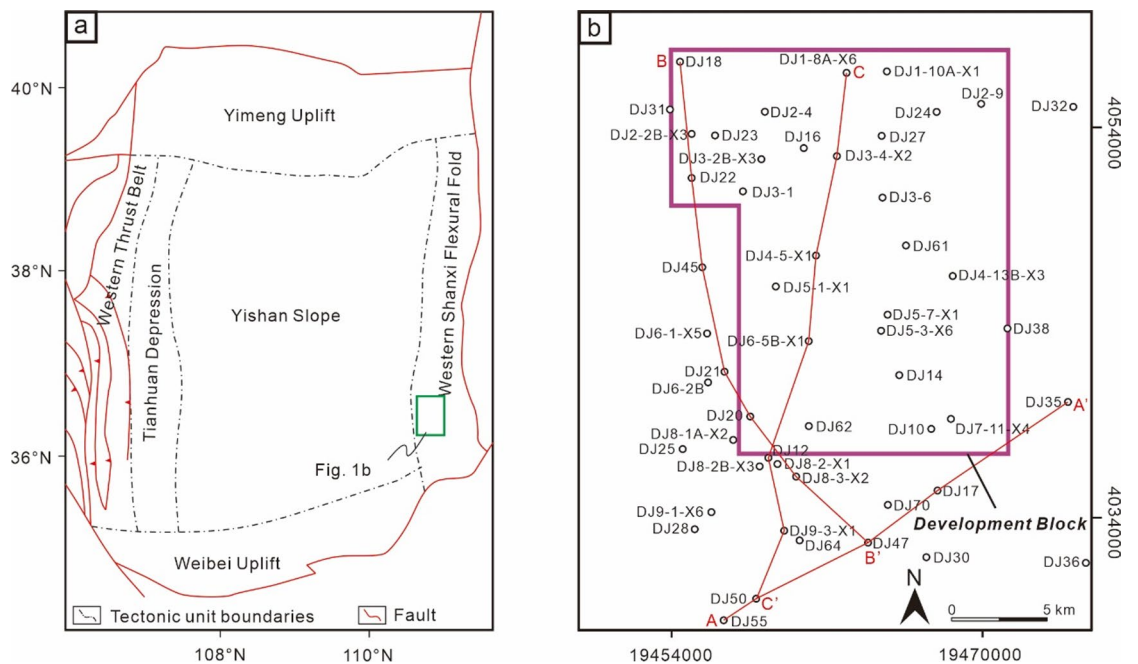 a
40°N
38°N
36°N
108°N
110°N
Yimeng Uplift
Western Thrust Belt
Tianhuan Depression
Yishan Slope
Western Shanxi Flexural Fold
Fig. 1b
Weibei Uplift
Tectonic unit boundaries
Fault
b
B
DJ18
DJ1-8A-X6
C
DJ1-10A-X1
DJ31
DJ2-4
DJ24
DJ2-9
DJ32
DJ2-2B-X3
DJ23
DJ16
DJ27
4054000
DJ3-2B-X3
DJ3-4-X2
DJ22
DJ3-1
DJ3-6
DJ61
DJ45
DJ4-5-X1
DJ4-13B-X3
DJ5-1-X1
DJ5-7-X1
DJ5-3-X6
DJ38
DJ6-1-X5
DJ6-5B-X1
DJ21
DJ6-2B
DJ14
DJ35
A'
DJ20
DJ62
DJ10
DJ7-11-X4
DJ8-1A-X2
DJ25
DJ12
DJ8-2B-X3
DJ8-2-X1
DJ8-3-X2
DJ17
DJ70
Development Block
DJ9-1-X6
DJ28
DJ9-3-X1
DJ64
DJ47
B'
4034000
DJ30
DJ36
N
DJ50
C'
A
DJ55
0
5 km
19454000
19470000